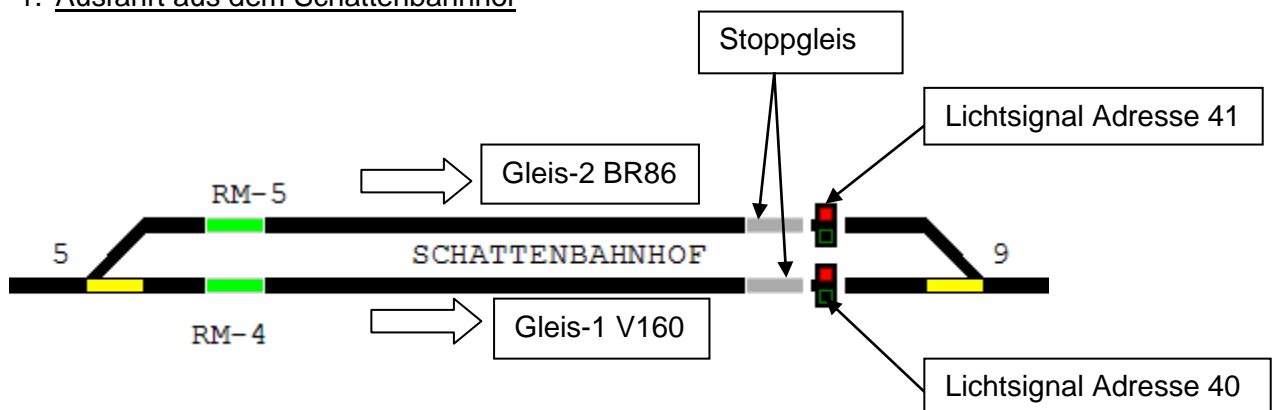 1. Ausfahrt aus dem Schattenbahnhof
Stoppgleis
Lichtsignal Adresse 41
Gleis-2 BR86
RM-5
5
SCHATTENBAHNHOF
9
Gleis-1 V160
RM-4
Lichtsignal Adresse 40